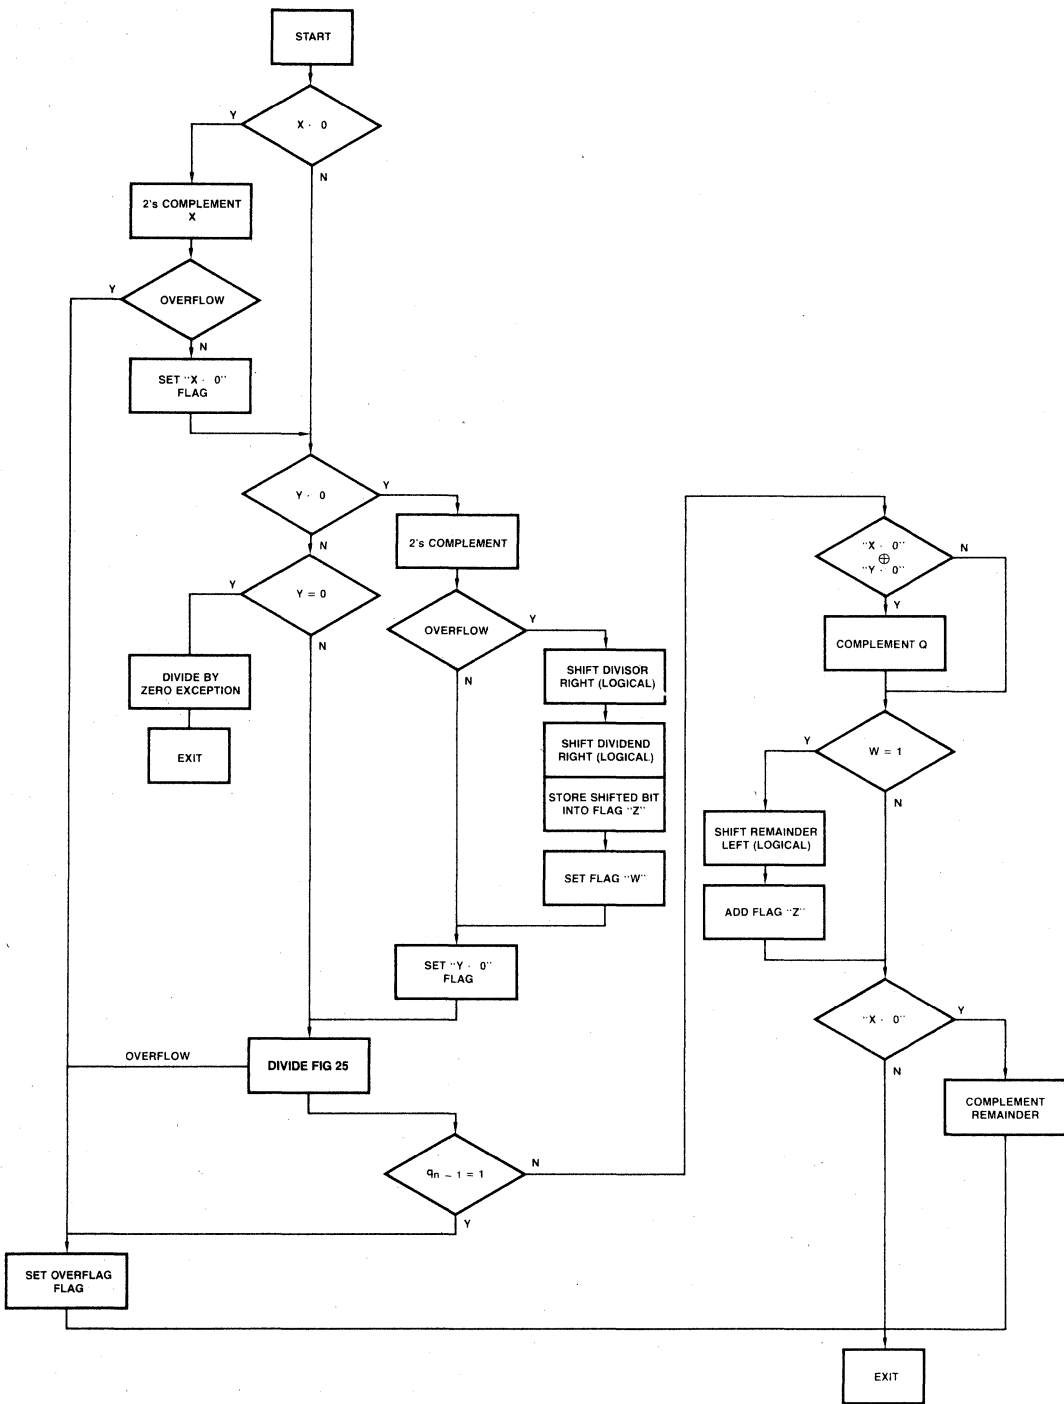 START
X · 0
Y
N
2's COMPLEMENT
X
OVERFLOW
Y
N
SET "X · 0"
FLAG
Y · 0
Y
N
2's COMPLEMENT
Y = 0
Y
N
OVERFLOW
Y
N
DIVIDE BY
ZERO EXCEPTION
EXIT
SHIFT DIVISOR
RIGHT (LOGICAL)
SHIFT DIVIDEND
RIGHT (LOGICAL)
STORE SHIFTED BIT
INTO FLAG "Z"
SET FLAG "W"
SET "Y · 0"
FLAG
OVERFLOW
DIVIDE FIG 25
qn – 1 = 1
N
Y
SET OVERFLAG
FLAG
"X · 0"
⊕
"Y · 0"
N
Y
COMPLEMENT Q
W = 1
Y
N
SHIFT REMAINDER
LEFT (LOGICAL)
ADD FLAG "Z"
"X · 0"
Y
N
COMPLEMENT
REMAINDER
EXIT